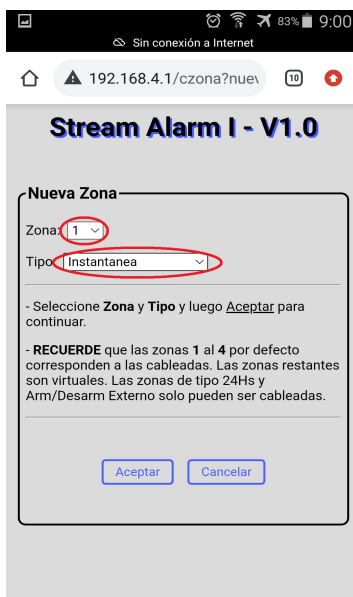 83% 9:00
Sin conexión a Internet
192.168.4.1/czona?nuev 10
Stream Alarm I - V1.0
Nueva Zona
Zona: 1
Tipo: Instantanea
- Seleccione Zona y Tipo y luego Aceptar para
continuar.
- RECUERDE que las zonas 1 al 4 por defecto
corresponden a las cableadas. Las zonas restantes
son virtuales. Las zonas de tipo 24Hs y
Arm/Desarm Externo solo pueden ser cableadas.
Aceptar Cancelar